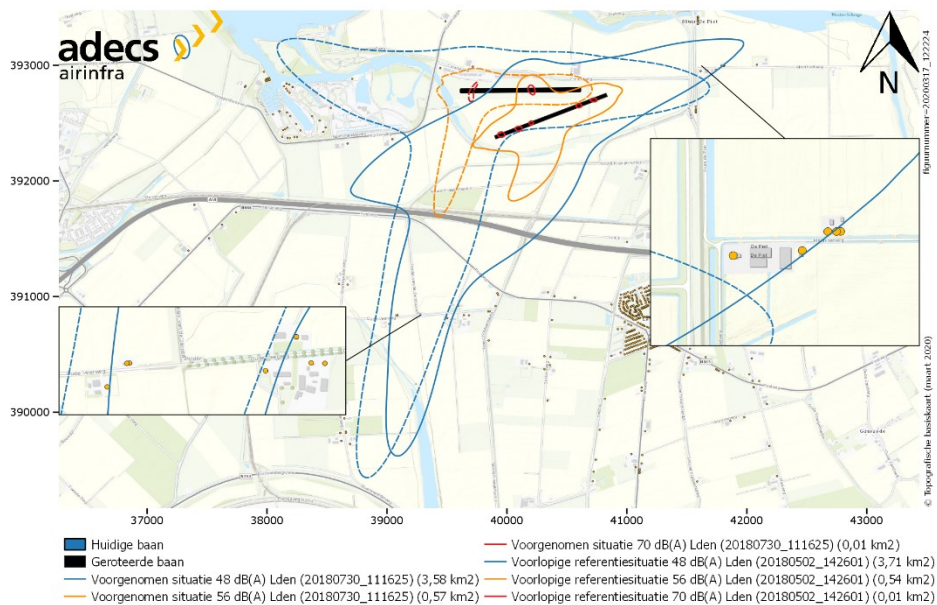 adecs
airinfra
N
figuurnummer=20200317_122224
© Topografische basiskaart (maart 2020)
393000
392000
391000
390000
37000
38000
39000
40000
41000
42000
43000
De Piet
De Piet
Huidige baan
Geroteerde baan
Voorgenomen situatie 48 dB(A) Lden (20180730_111625) (3,58 km2)
Voorgenomen situatie 56 dB(A) Lden (20180730_111625) (0,57 km2)
Voorgenomen situatie 70 dB(A) Lden (20180730_111625) (0,01 km2)
Voorlopige referentiesituatie 48 dB(A) Lden (20180502_142601) (3,71 km2)
Voorlopige referentiesituatie 56 dB(A) Lden (20180502_142601) (0,54 km2)
Voorlopige referentiesituatie 70 dB(A) Lden (20180502_142601) (0,01 km2)